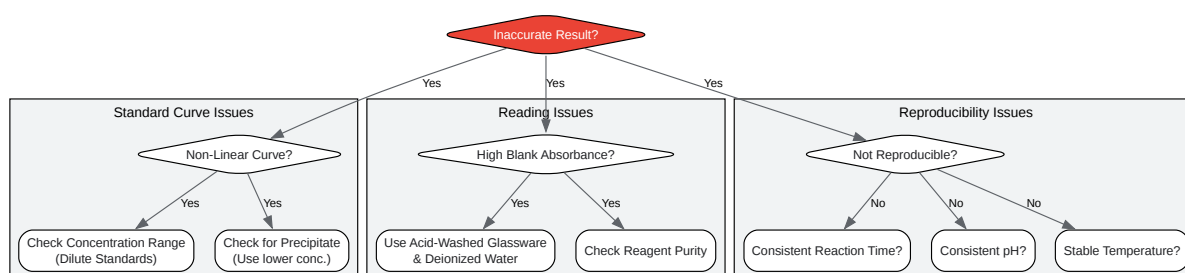 Inaccurate Result?
Yes
Yes
Yes
Standard Curve Issues
Reading Issues
Reproducibility Issues
Non-Linear Curve?
High Blank Absorbance?
Not Reproducible?
Yes
Yes
Yes
Yes
No
No
No
Check Concentration Range
(Dilute Standards)
Check for Precipitate
(Use lower conc.)
Use Acid-Washed Glassware
& Deionized Water
Check Reagent Purity
Consistent Reaction Time?
Consistent pH?
Stable Temperature?